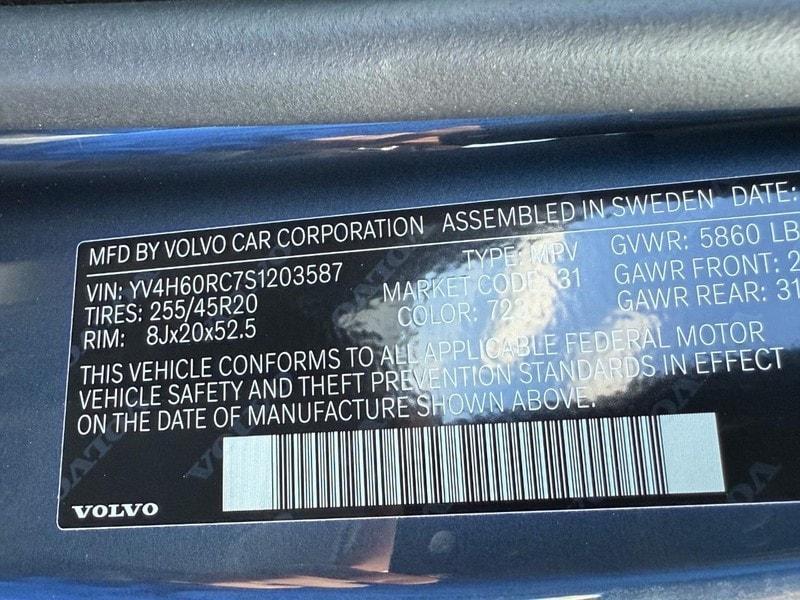 MFD BY VOLVO CAR CORPORATION ASSEMBLED IN SWEDEN DATE:
VIN: YV4H60RC7S1203587 TYPE: MPV GVWR: 5860 LB
TIRES: 255/45R20 MARKET CODE: 31 GAWR FRONT: 2
RIM: 8Jx20x52.5 COLOR: GAWR REAR: 31
THIS VEHICLE CONFORMS TO ALL APPLICABLE FEDERAL MOTOR
VEHICLE SAFETY AND THEFT PREVENTION STANDARDS IN EFFECT
ON THE DATE OF MANUFACTURE SHOWN ABOVE.
VOLVO